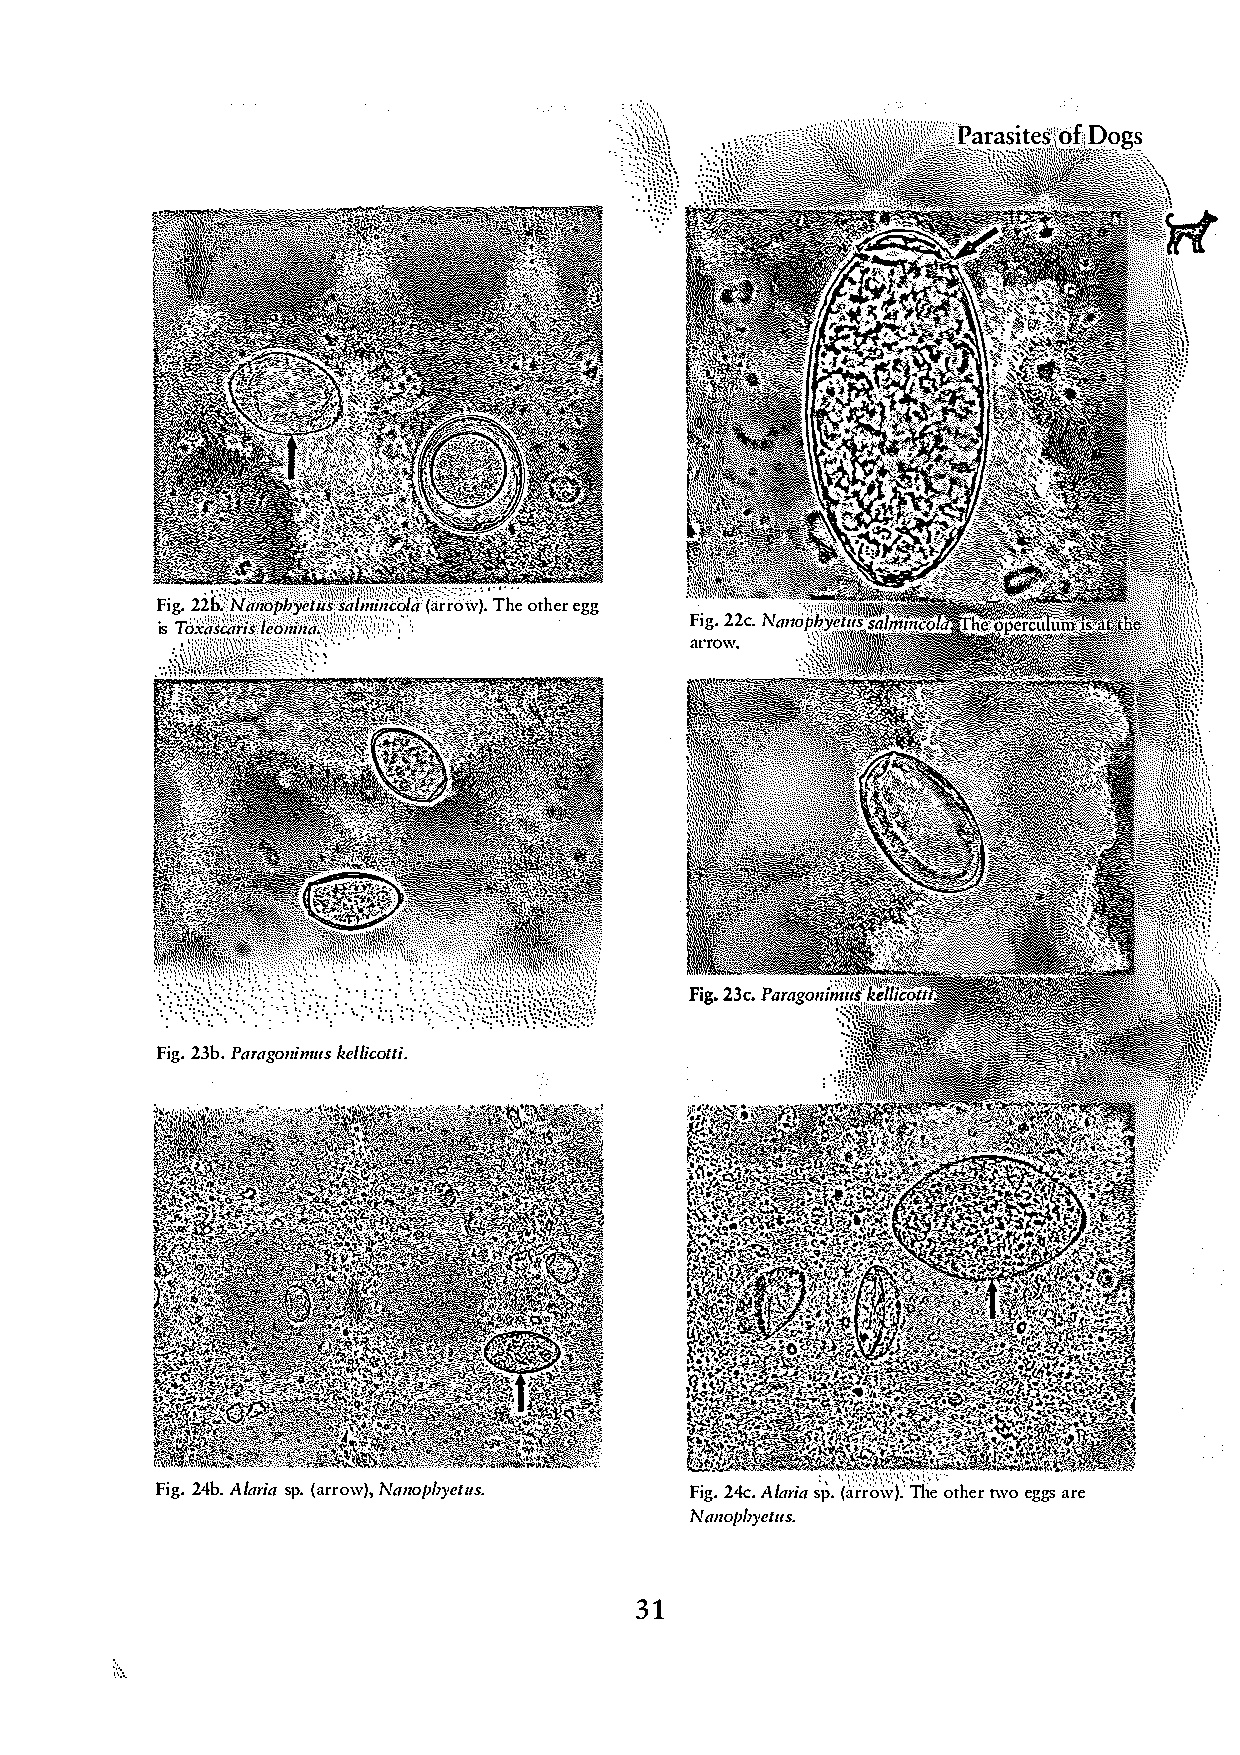 Parasites of Dogs
Fig. 22b. Nanophyetus salmincola (arrow). The other egg
is Toxascaris leonina.
Fig. 22c. Nanophyetus salmincola. The operculum is at the
arrow.
Fig. 23b. Paragonimus kellicotti.
Fig. 23c. Paragonimus kellicotti.
Fig. 24b. Alaria sp. (arrow), Nanophyetus.
Fig. 24c. Alaria sp. (arrow). The other two eggs are
Nanophyetus.
31